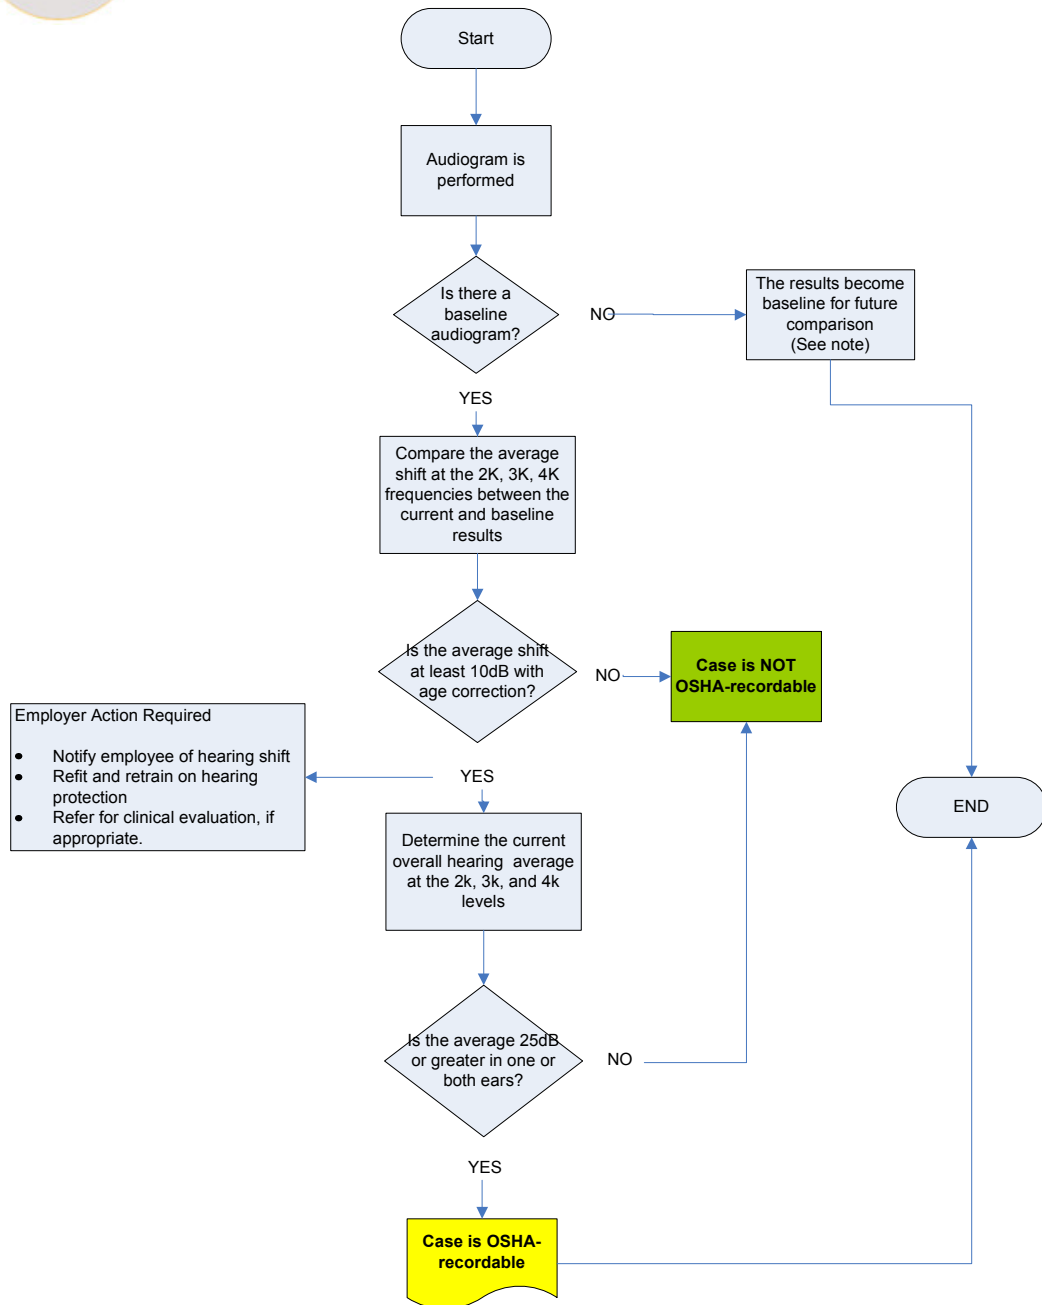 Start
Audiogram is
performed
Is there a
baseline
audiogram?
NO
The results become
baseline for future
comparison
(See note)
YES
Compare the average
shift at the 2K, 3K, 4K
frequencies between the
current and baseline
results
Is the average shift
at least 10dB with
age correction?
NO
Case is NOT
OSHA-recordable
Employer Action Required
• Notify employee of hearing shift
• Refit and retrain on hearing
protection
• Refer for clinical evaluation, if
appropriate.
YES
END
Determine the current
overall hearing average
at the 2k, 3k, and 4k
levels
Is the average 25dB
or greater in one or
both ears?
NO
YES
Case is OSHA-
recordable